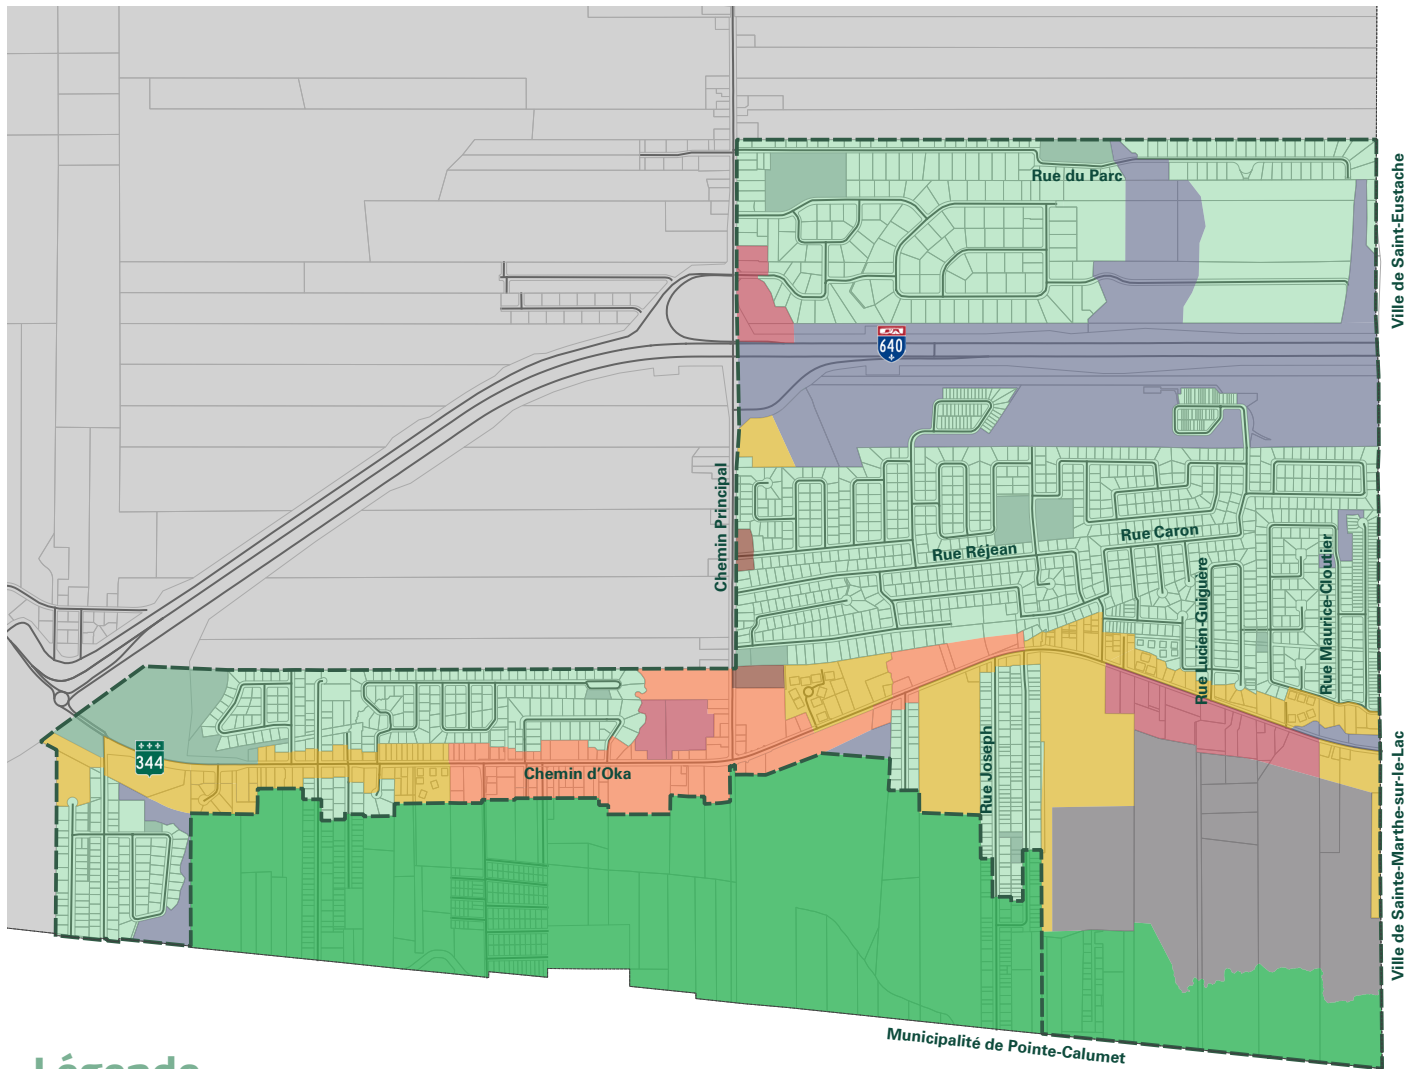 Rue du Parc
Ville de Saint-Eustache
640
Chemin Principal
Rue Réjean
Rue Caron
Rue Lucien-Guiguère
Rue Maurice-Cloutier
344
Chemin d'Oka
Rue Joseph
Ville de Sainte-Marthe-sur-le-Lac
Municipalité de Pointe-Calumet
Légende